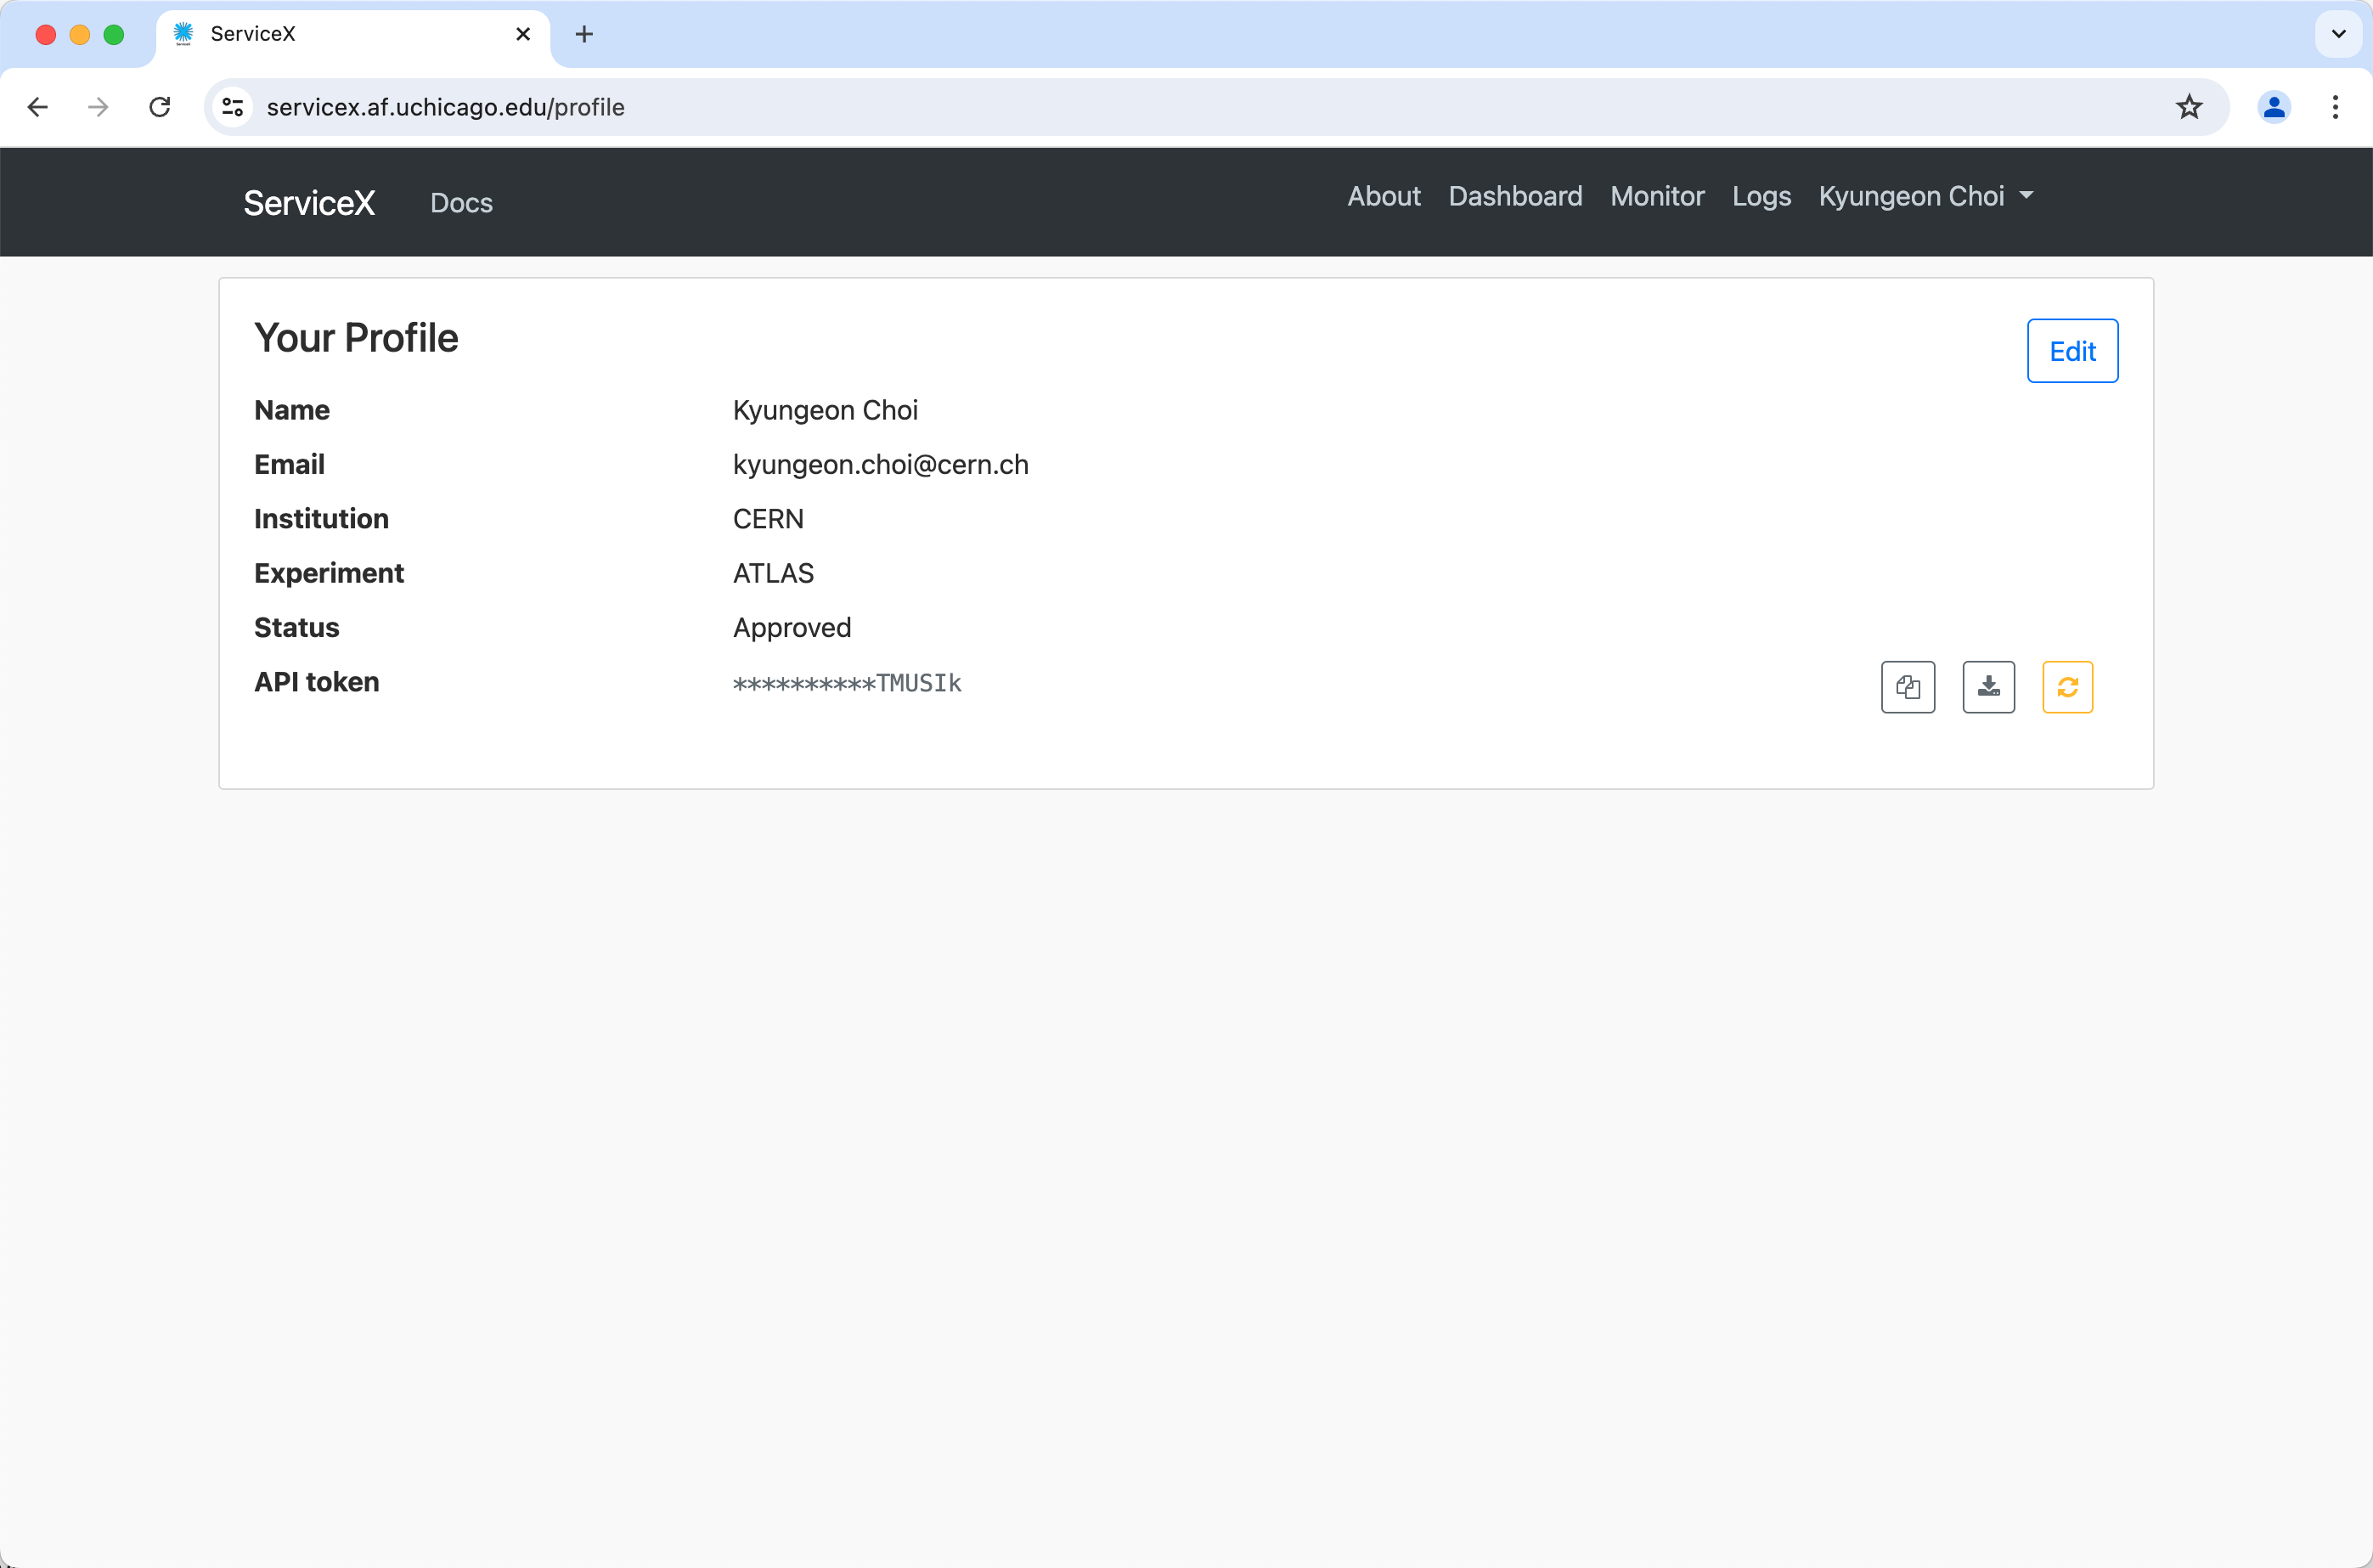 ServiceX
servicex.af.uchicago.edu/profile
ServiceX Docs About Dashboard Monitor Logs Kyungeon Choi
Your Profile
Edit
Name Kyungeon Choi
Email kyungeon.choi@cern.ch
Institution CERN
Experiment ATLAS
Status Approved
API token **********TMUSIk